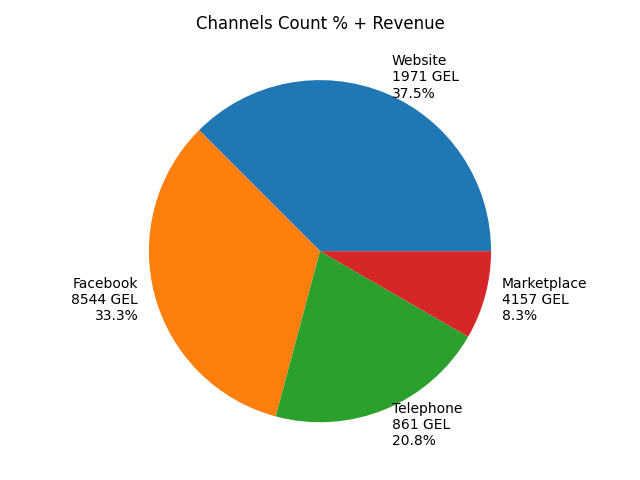 Channels Count % + Revenue
Website
1971 GEL
37.5%
Facebook
8544 GEL
33.3%
Marketplace
4157 GEL
8.3%
Telephone
861 GEL
20.8%